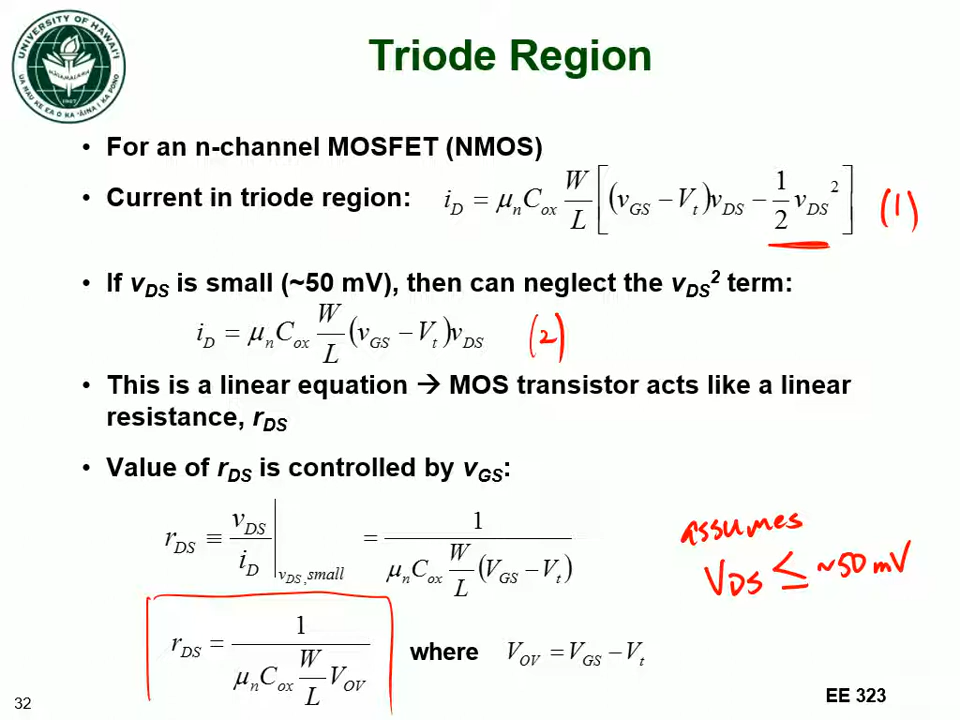 UNIVERSITY OF HAWAI'I
MĀLAMALAMA
1907
Triode Region
• For an n-channel MOSFET (NMOS)
• Current in triode region: i_D = μ_n C_ox W/L [(v_GS − V_t)v_DS − 1/2 v_DS²] (1)
• If v_DS is small (~50 mV), then can neglect the v_DS² term:
i_D = μ_n C_ox W/L (v_GS − V_t)v_DS (2)
• This is a linear equation → MOS transistor acts like a linear
resistance, r_DS
• Value of r_DS is controlled by v_GS:
r_DS ≡ v_DS/i_D |_v_DS,small = 1/(μ_n C_ox W/L (V_GS − V_t))
assumes
V_DS ≤ ~50 mV
r_DS = 1/(μ_n C_ox W/L V_OV) where V_OV = V_GS − V_t
32
EE 323